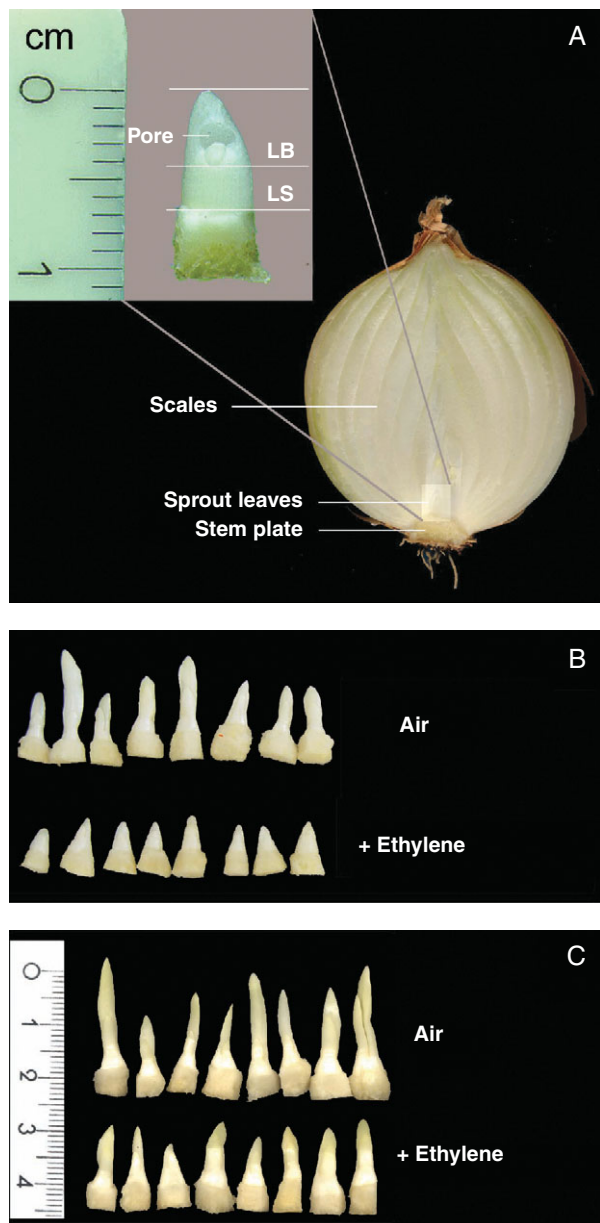 cm
A
0
Pore
LB
LS
1
Scales
Sprout leaves
Stem plate
B
Air
+ Ethylene
C
0
1
Air
2
3
+ Ethylene
4